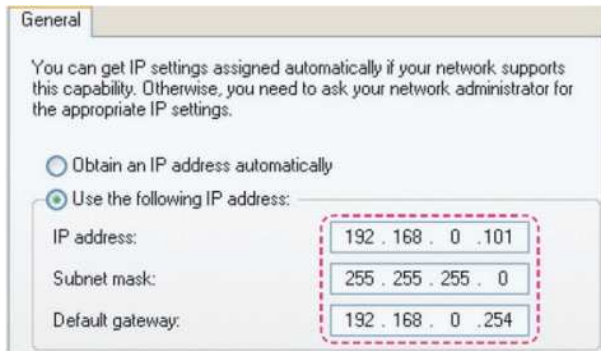 General
You can get IP settings assigned automatically if your network supports
this capability. Otherwise, you need to ask your network administrator for
the appropriate IP settings.
Obtain an IP address automatically
Use the following IP address:
IP address: 192 . 168 . 0 .101
Subnet mask: 255 . 255 . 255 . 0
Default gateway: 192 . 168 . 0 .254